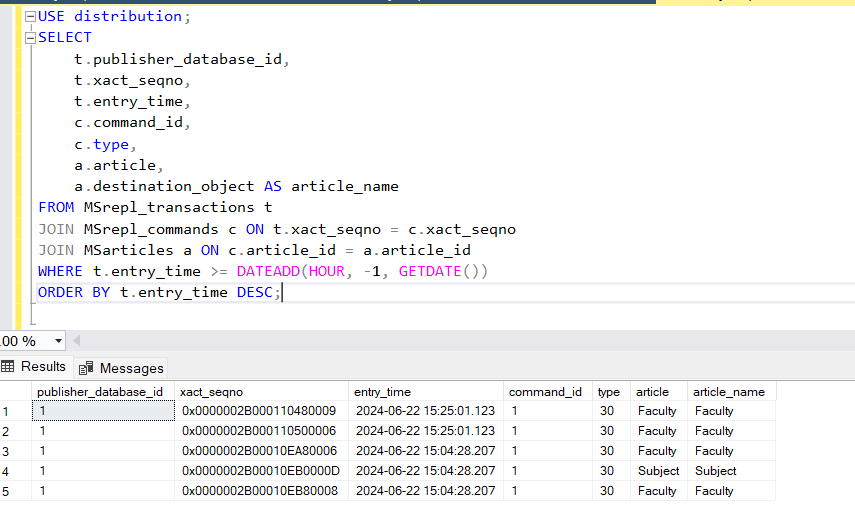 USE distribution;
SELECT
t.publisher_database_id,
t.xact_seqno,
t.entry_time,
c.command_id,
c.type,
a.article,
a.destination_object AS article_name
FROM MSrepl_transactions t
JOIN MSrepl_commands c ON t.xact_seqno = c.xact_seqno
JOIN MSarticles a ON c.article_id = a.article_id
WHERE t.entry_time >= DATEADD(HOUR, -1, GETDATE())
ORDER BY t.entry_time DESC;
.00 %
Results Messages
publisher_database_id xact_seqno entry_time command_id type article article_name
1 1 0x0000002B000110480009 2024-06-22 15:25:01.123 1 30 Faculty Faculty
2 1 0x0000002B000110500006 2024-06-22 15:25:01.123 1 30 Faculty Faculty
3 1 0x0000002B00010EA80006 2024-06-22 15:04:28.207 1 30 Faculty Faculty
4 1 0x0000002B00010EB0000D 2024-06-22 15:04:28.207 1 30 Subject Subject
5 1 0x0000002B00010EB80008 2024-06-22 15:04:28.207 1 30 Faculty Faculty